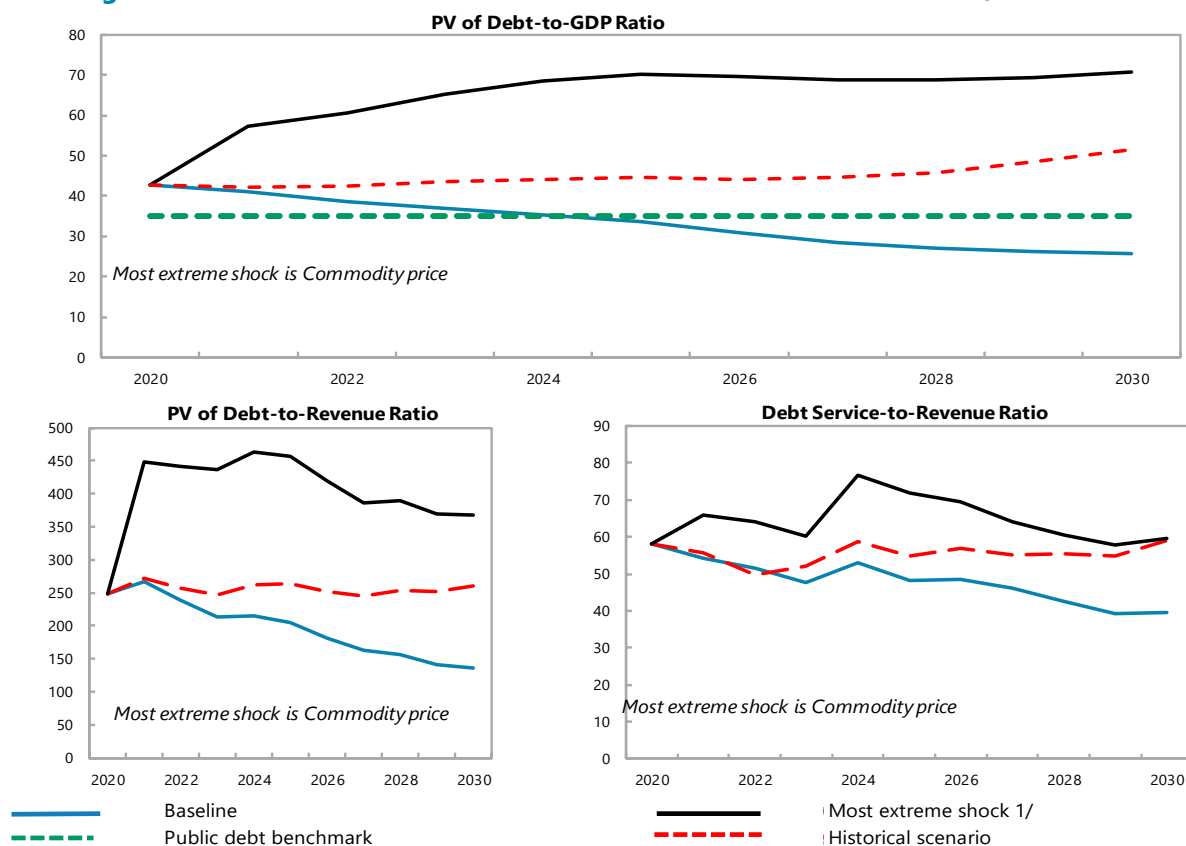 PV of Debt-to-GDP Ratio
80
70
60
50
40
30
20
10
0
Most extreme shock is Commodity price
2020 2022 2024 2026 2028 2030
PV of Debt-to-Revenue Ratio
500
450
400
350
300
250
200
150
100
50
0
Most extreme shock is Commodity price
2020 2022 2024 2026 2028 2030
Debt Service-to-Revenue Ratio
90
80
70
60
50
40
30
20
10
0
Most extreme shock is Commodity price
2020 2022 2024 2026 2028 2030
Baseline
Public debt benchmark
Most extreme shock 1/
Historical scenario